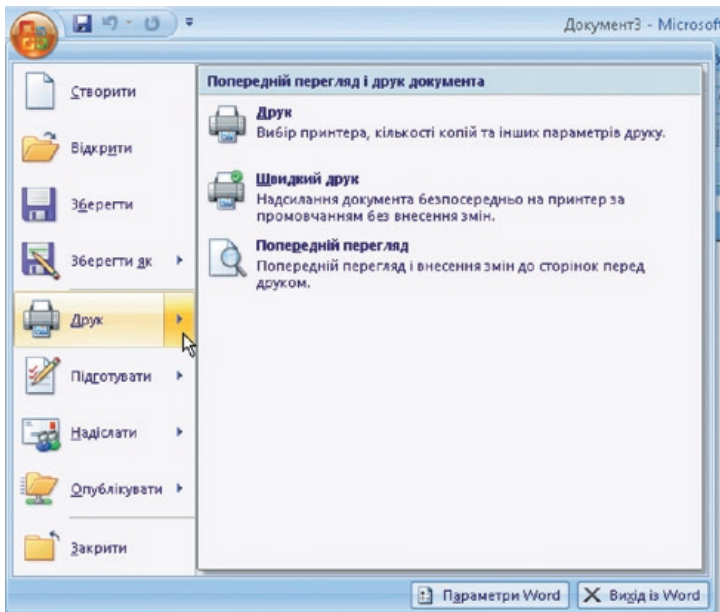 Документ3 - Microsoft
Створити
Відкрити
Зберегти
Зберегти як
Друк
Підготувати
Надіслати
Опублікувати
Закрити
Попередній перегляд і друк документа
Друк
Вибір принтера, кількості копій та інших параметрів друку.
Швидкий друк
Надсилання документа безпосередньо на принтер за
промовчанням без внесення змін.
Попередній перегляд
Попередній перегляд і внесення змін до сторінок перед
друком.
Параметри Word
Вихід із Word